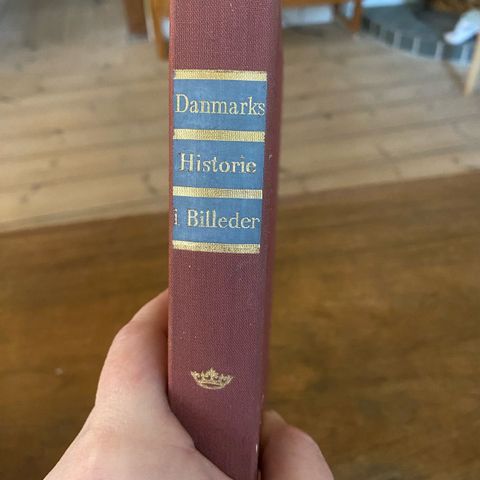 Danmarks
Historie
i Billeder